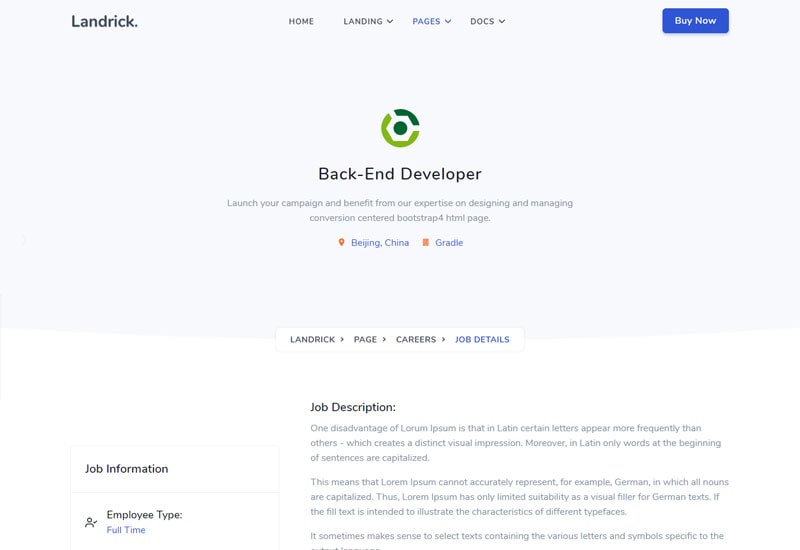 Landrick.
HOME
LANDING
PAGES
DOCS
Buy Now
Back-End Developer
Launch your campaign and benefit from our expertise on designing and managing
conversion centered bootstrap4 html page.
Beijing, China
Gradle
LANDRICK > PAGE > CAREERS > JOB DETAILS
Job Information
Employee Type:
Full Time
Job Description:
One disadvantage of Lorum Ipsum is that in Latin certain letters appear more frequently than
others - which creates a distinct visual impression. Moreover, in Latin only words at the beginning
of sentences are capitalized.
This means that Lorem Ipsum cannot accurately represent, for example, German, in which all nouns
are capitalized. Thus, Lorem Ipsum has only limited suitability as a visual filler for German texts. If
the fill text is intended to illustrate the characteristics of different typefaces.
It sometimes makes sense to select texts containing the various letters and symbols specific to the
output language.